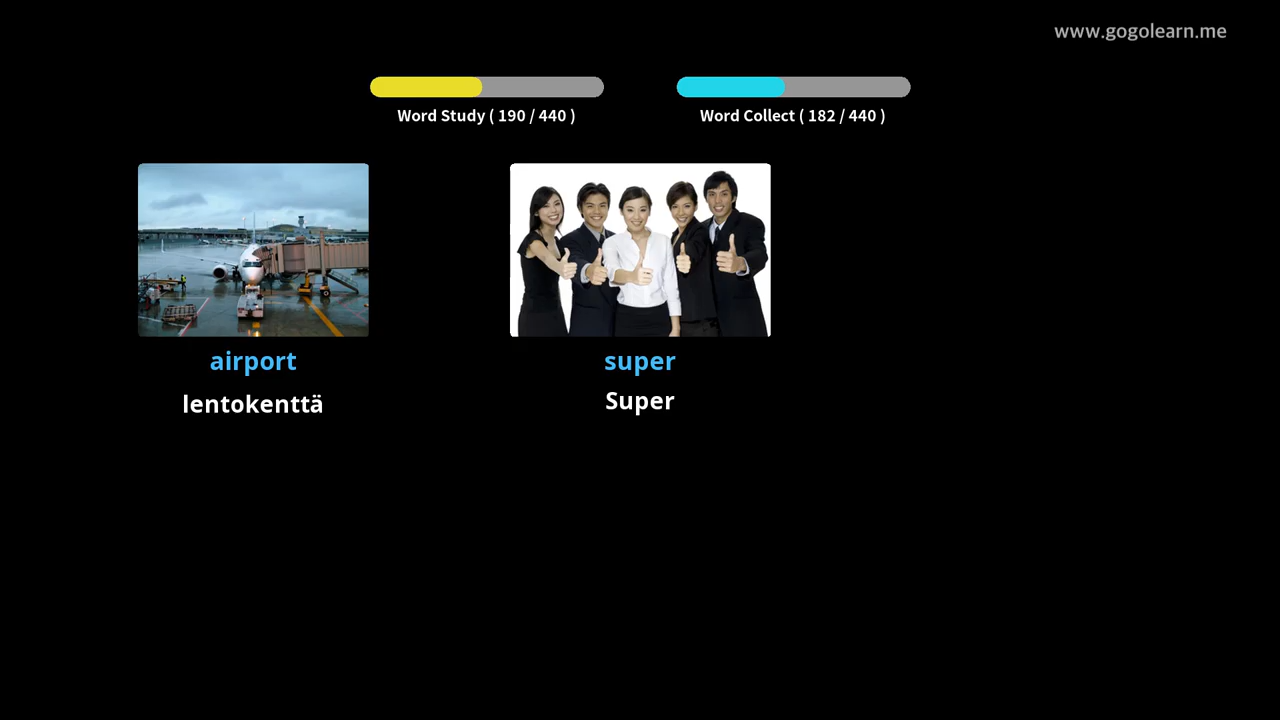 www.gogolearn.me
Word Study ( 190 / 440 )
Word Collect ( 182 / 440 )
airport
lentokenttä
super
Super